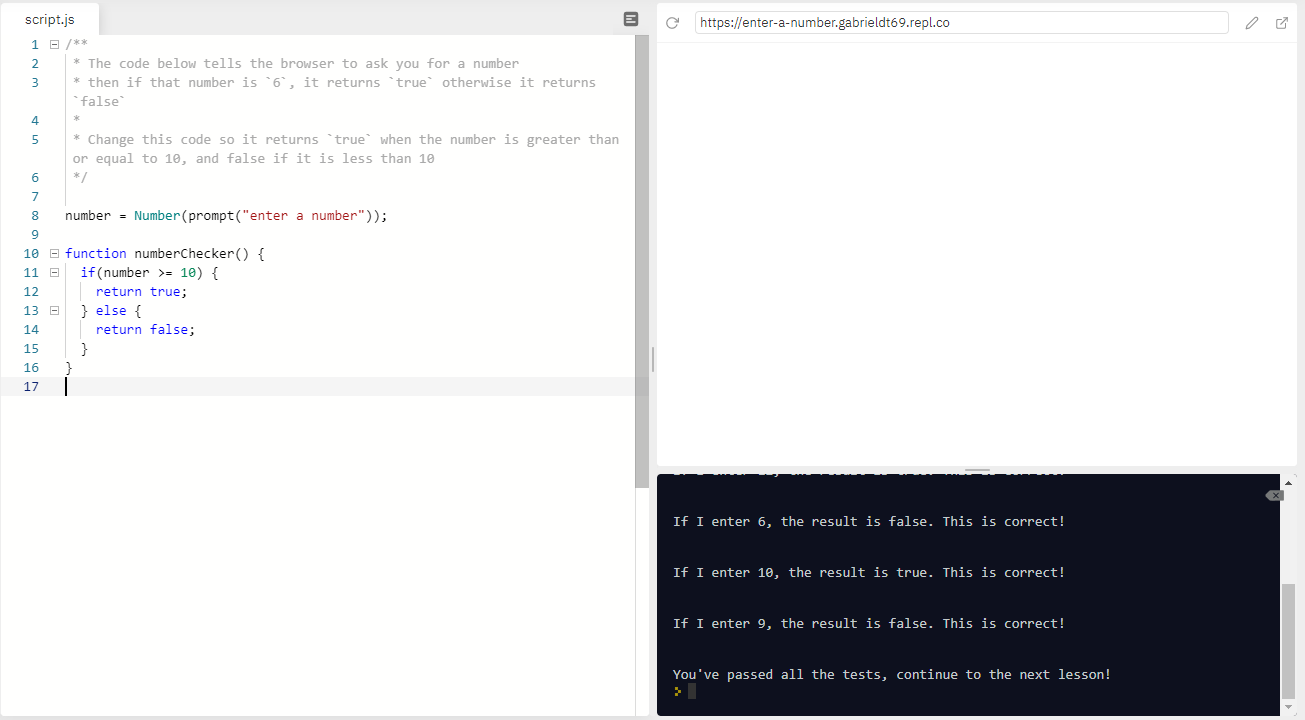 script.js
1 /**
2 * The code below tells the browser to ask you for a number
3 * then if that number is `6`, it returns `true` otherwise it returns
`false`
4 *
5 * Change this code so it returns `true` when the number is greater than
or equal to 10, and false if it is less than 10
6 */
7
8 number = Number(prompt("enter a number"));
9
10 function numberChecker() {
11 if(number >= 10) {
12 return true;
13 } else {
14 return false;
15 }
16 }
17
https://enter-a-number.gabrieldt69.repl.co
If I enter 6, the result is false. This is correct!
If I enter 10, the result is true. This is correct!
If I enter 9, the result is false. This is correct!
You've passed all the tests, continue to the next lesson!